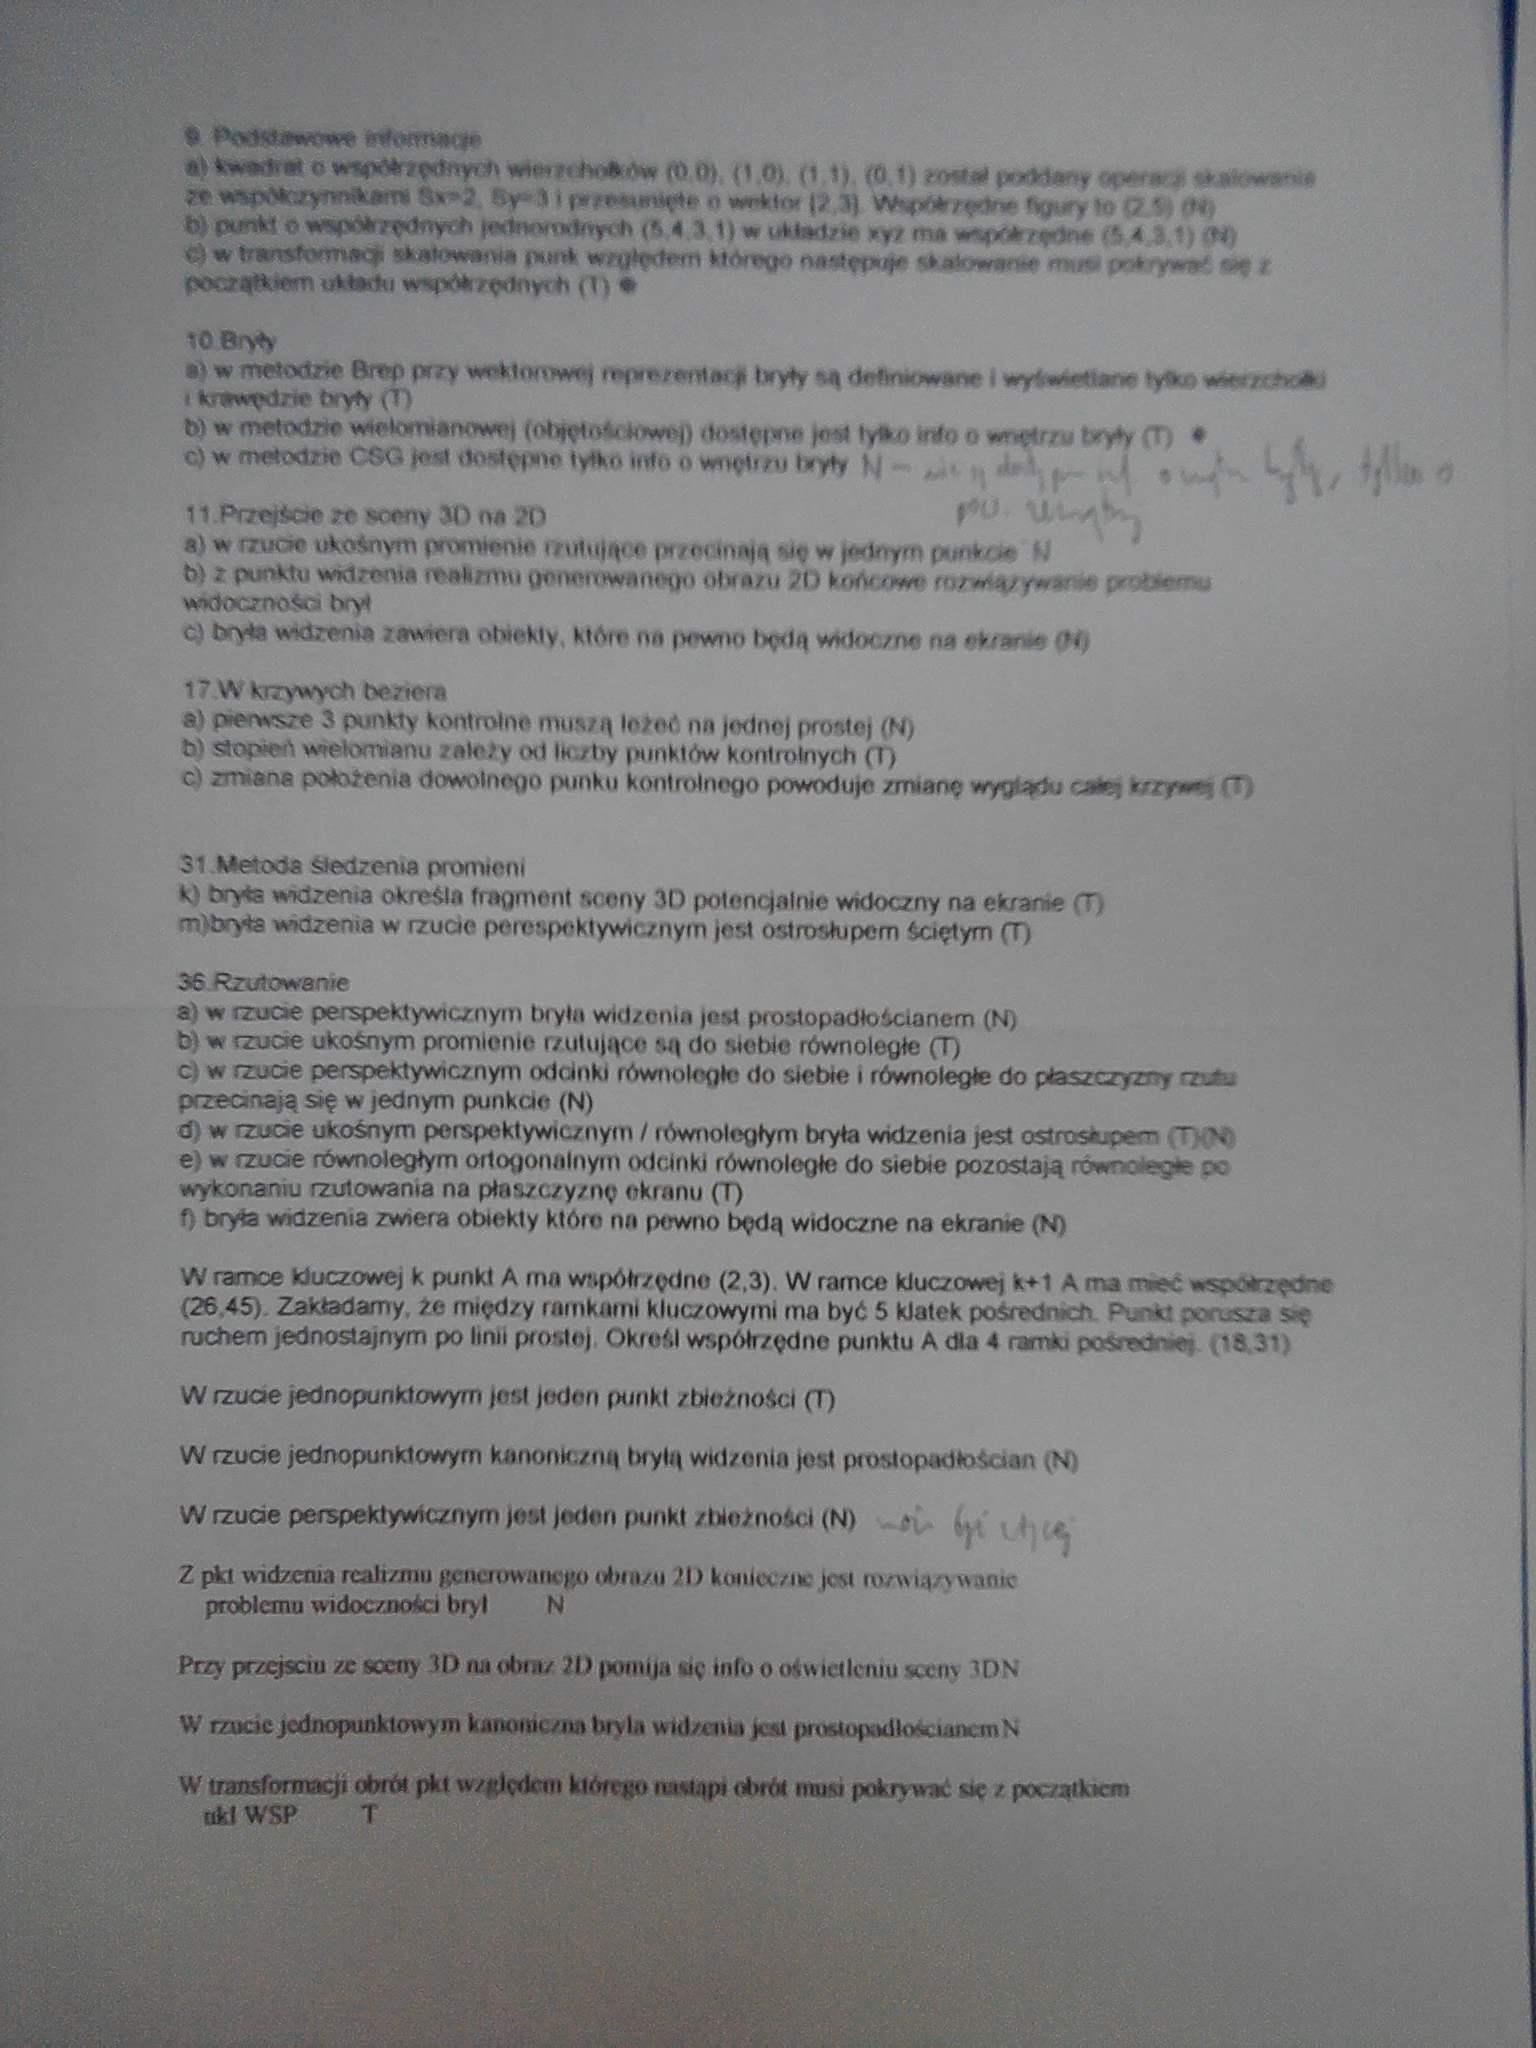 9. Podstawowe informacje
a) kwadrat o współrzędnych wierzchołków (0,0), (1,0), (1,1), (0,1) został poddany operacji skalowania
ze współczynnikami Sx=2, Sy=3 i przesunięte o wektor [2,3]. Współrzędne figury to (2,5) (N)
b) punkt o współrzędnych jednorodnych (5,4,3,1) w układzie xyz ma współrzędne (5,4,3,1) (N)
c) w transformacji skalowania punk względem którego następuje skalowanie musi pokrywać się z
początkiem układu współrzędnych (T)
10.Bryły
a) w metodzie Brep przy wektorowej reprezentacji bryły są definiowane i wyświetlane tylko wierzchołki
i krawędzie bryły (T)
b) w metodzie wielomianowej (objętościowej) dostępne jest tylko info o wnętrzu bryły (T)
c) w metodzie CSG jest dostępne tylko info o wnętrzu bryły N - bryły, tylko o
11.Przejście ze sceny 3D na 2D
a) w rzucie ukośnym promienie rzutujące przecinają się w jednym punkcie N
b) z punktu widzenia realizmu generowanego obrazu 2D końcowe rozwiązywanie problemu
widoczności brył
c) bryła widzenia zawiera obiekty, które na pewno będą widoczne na ekranie (N)
17.W krzywych beziera
a) pierwsze 3 punkty kontrolne muszą leżeć na jednej prostej (N)
b) stopień wielomianu zależy od liczby punktów kontrolnych (T)
c) zmiana położenia dowolnego punku kontrolnego powoduje zmianę wyglądu całej krzywej (T)
31.Metoda śledzenia promieni
k) bryła widzenia określa fragment sceny 3D potencjalnie widoczny na ekranie (T)
m)bryła widzenia w rzucie perespektywicznym jest ostrosłupem ściętym (T)
36.Rzutowanie
a) w rzucie perspektywicznym bryła widzenia jest prostopadłościanem (N)
b) w rzucie ukośnym promienie rzutujące są do siebie równoległe (T)
c) w rzucie perspektywicznym odcinki równoległe do siebie i równoległe do płaszczyzny rzutu
przecinają się w jednym punkcie (N)
d) w rzucie ukośnym perspektywicznym / równoległym bryła widzenia jest ostrosłupem (T)(N)
e) w rzucie równoległym ortogonalnym odcinki równoległe do siebie pozostają równoległe po
wykonaniu rzutowania na płaszczyznę ekranu (T)
f) bryła widzenia zwiera obiekty które na pewno będą widoczne na ekranie (N)
W ramce kluczowej k punkt A ma współrzędne (2,3). W ramce kluczowej k+1 A ma mieć współrzędne
(26,45). Zakładamy, że między ramkami kluczowymi ma być 5 klatek pośrednich. Punkt porusza się
ruchem jednostajnym po linii prostej. Określ współrzędne punktu A dla 4 ramki pośredniej. (18,31)
W rzucie jednopunktowym jest jeden punkt zbieżności (T)
W rzucie jednopunktowym kanoniczną bryłą widzenia jest prostopadłościan (N)
W rzucie perspektywicznym jest jeden punkt zbieżności (N) może być więcej
Z pkt widzenia realizmu generowanego obrazu 2D konieczne jest rozwiązywanie
problemu widoczności brył N
Przy przejsciu ze sceny 3D na obraz 2D pomija się info o oświetleniu sceny 3DN
W rzucie jednopunktowym kanoniczna bryla widzenia jest prostopadłościanemN
W transformacji obrót pkt względem którego nastąpi obrót musi pokrywać się z początkiem
ukl WSP T